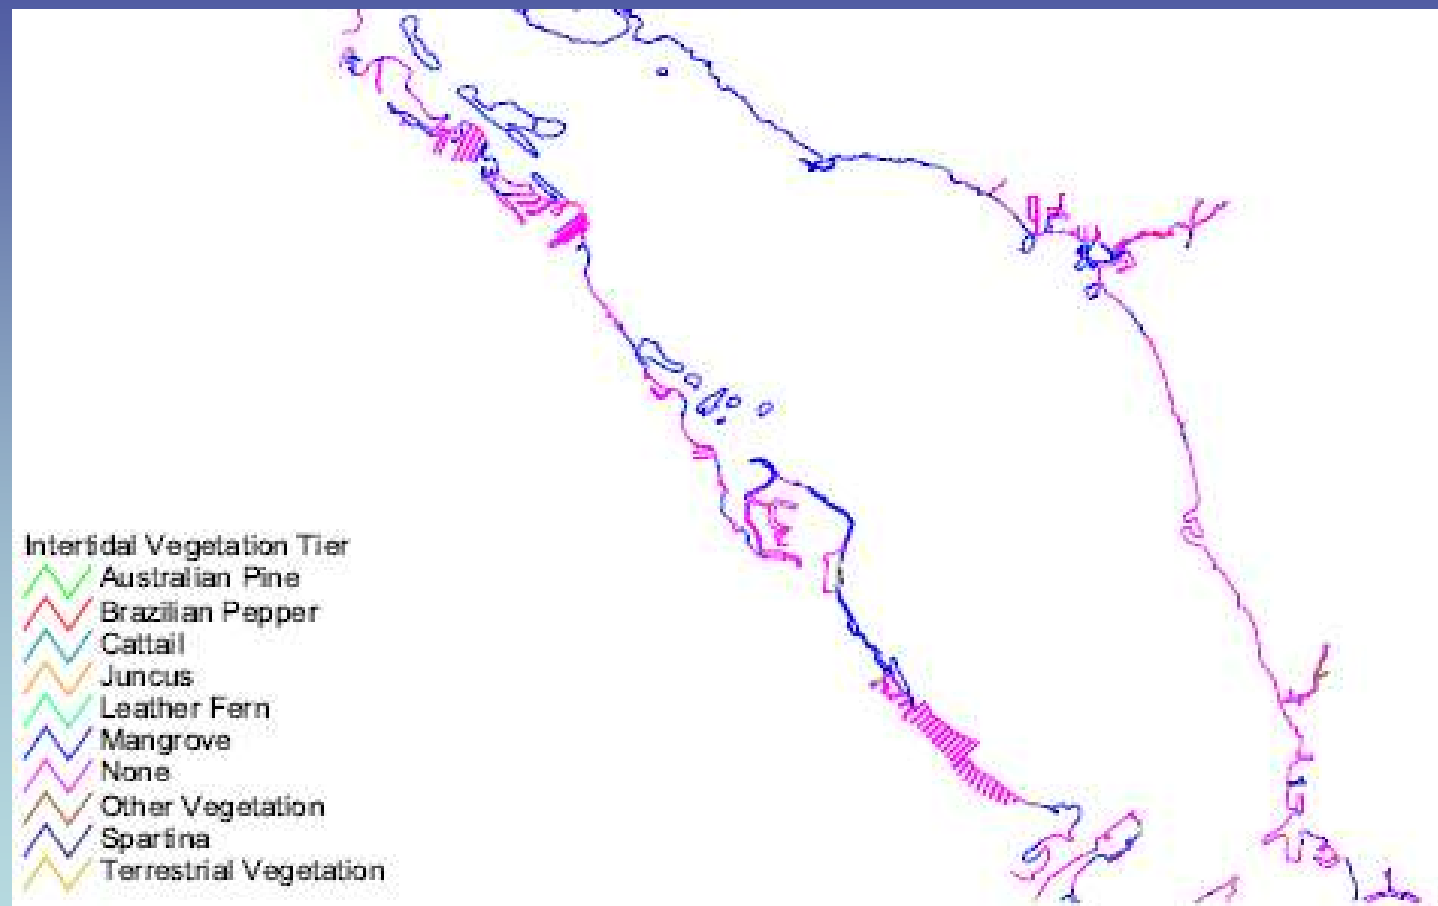 Intertidal Vegetation Tier
Australian Pine
Brazilian Pepper
Cattail
Juncus
Leather Fern
Mangrove
None
Other Vegetation
Spartina
Terrestrial Vegetation